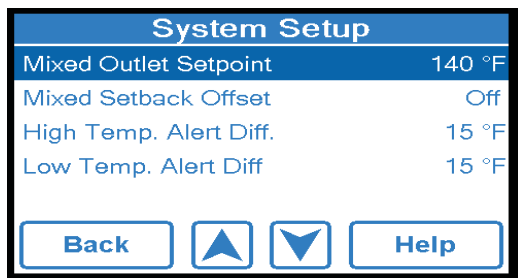 System Setup
Mixed Outlet Setpoint 140 °F
Mixed Setback Offset Off
High Temp. Alert Diff. 15 °F
Low Temp. Alert Diff 15 °F
Back Help